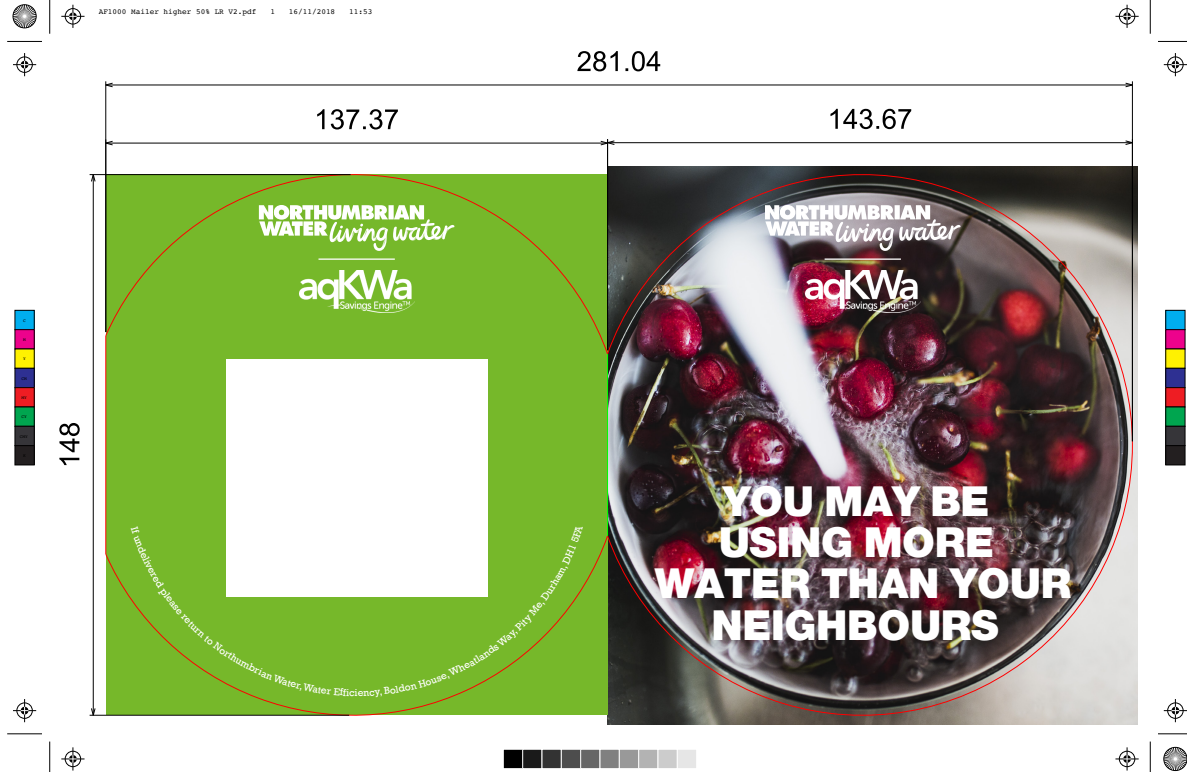 AF1000 Mailer higher 50% LR V2.pdf 1 16/11/2018 11:53
281.04
137.37
143.67
148
NORTHUMBRIAN
WATER living water
aqKWa
Savings Engine™
If undelivered please return to Northumbrian Water, Water Efficiency, Boldon House, Wheatlands Way, Pity Me, Durham, DH1 5FA
NORTHUMBRIAN
WATER living water
aqKWa
Savings Engine™
YOU MAY BE
USING MORE
WATER THAN YOUR
NEIGHBOURS